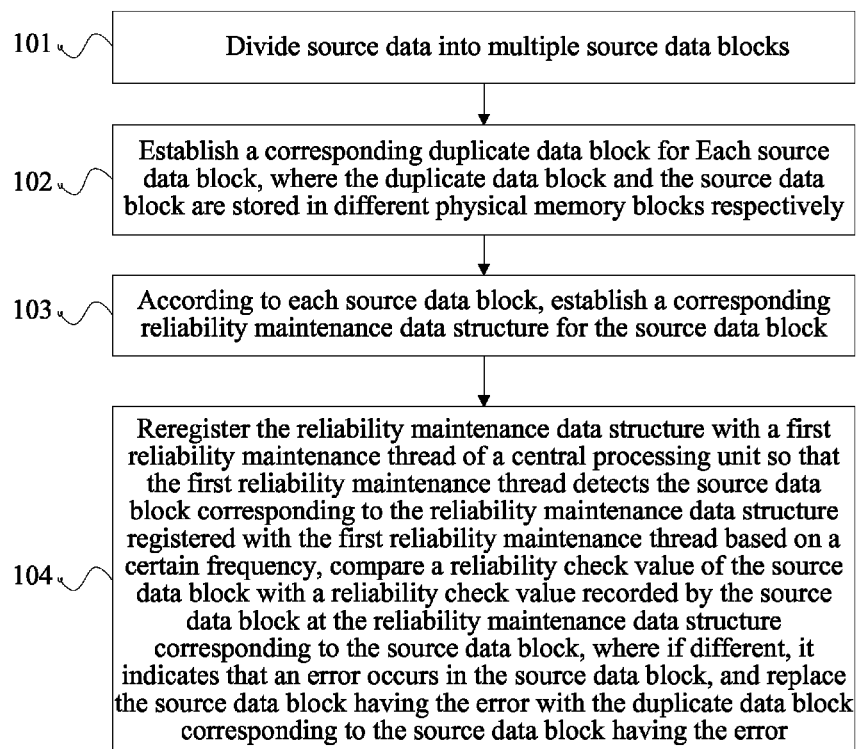 101
Divide source data into multiple source data blocks
102
Establish a corresponding duplicate data block for Each source
data block, where the duplicate data block and the source data
block are stored in different physical memory blocks respectively
103
According to each source data block, establish a corresponding
reliability maintenance data structure for the source data block
104
Reregister the reliability maintenance data structure with a first
reliability maintenance thread of a central processing unit so that
the first reliability maintenance thread detects the source data
block corresponding to the reliability maintenance data structure
registered with the first reliability maintenance thread based on a
certain frequency, compare a reliability check value of the source
data block with a reliability check value recorded by the source
data block at the reliability maintenance data structure
corresponding to the source data block, where if different, it
indicates that an error occurs in the source data block, and replace
the source data block having the error with the duplicate data block
corresponding to the source data block having the error